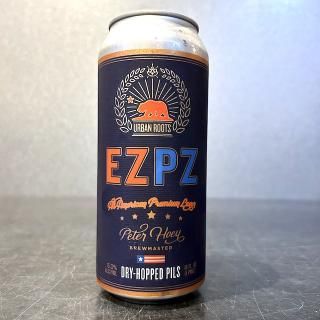 URBAN ROOTS
EZPZ
All-American Premium Lager
Peter Hoey
BREWMASTER
DRY-HOPPED PILS